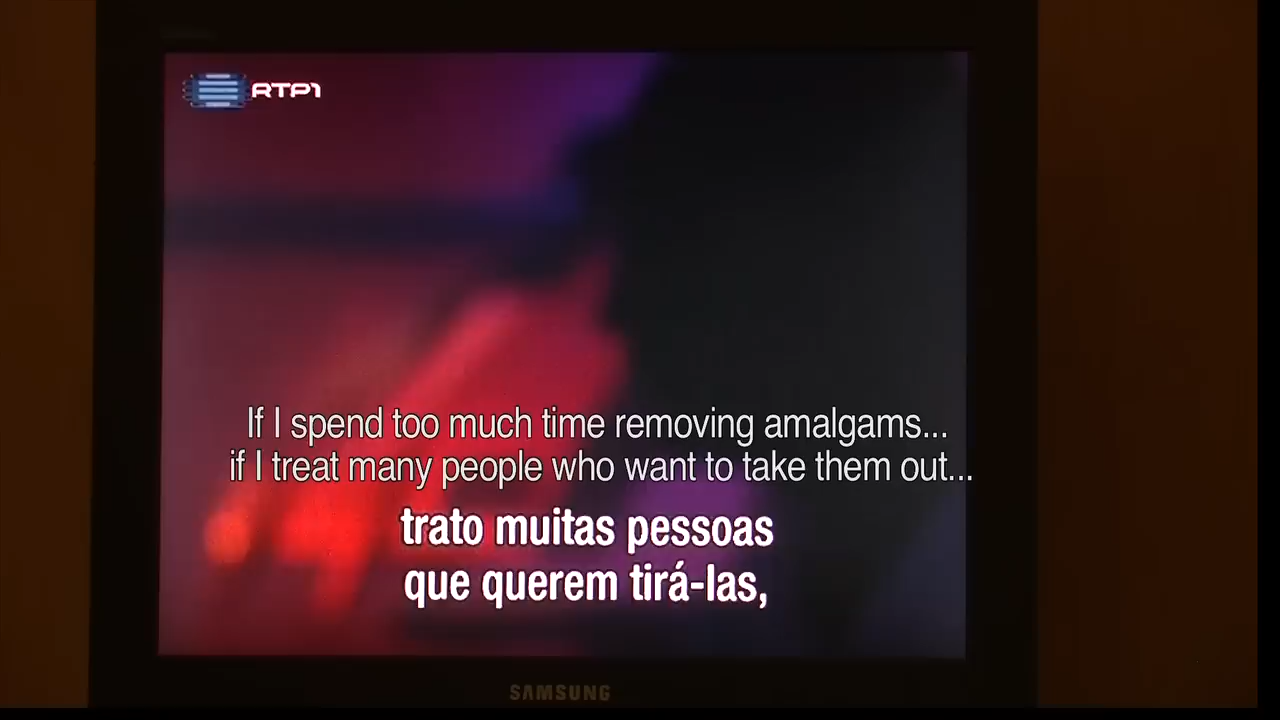 RTP1
If I spend too much time removing amalgams...
if I treat many people who want to take them out...
trato muitas pessoas
que querem tirá-las,
SAMSUNG